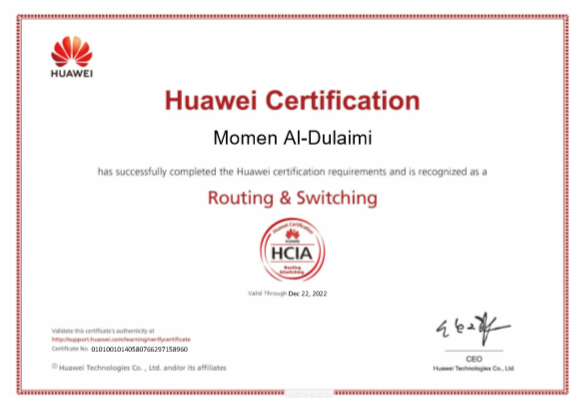 HUAWEI
Huawei Certification
Momen Al-Dulaimi
has successfully completed the Huawei certification requirements and is recognized as a
Routing & Switching
Huawei Certification
HUAWEI
HCIA
Routing
&Switching
Valid Through Dec 22, 2022
Validate this certificate's authenticity at
http://support.huawei.com/learning/verifycertificate
Certificate No. 01010010140580766297158960
© Huawei Technologies Co., Ltd. and/or its affiliates
CEO
Huawei Technologies Co., Ltd.